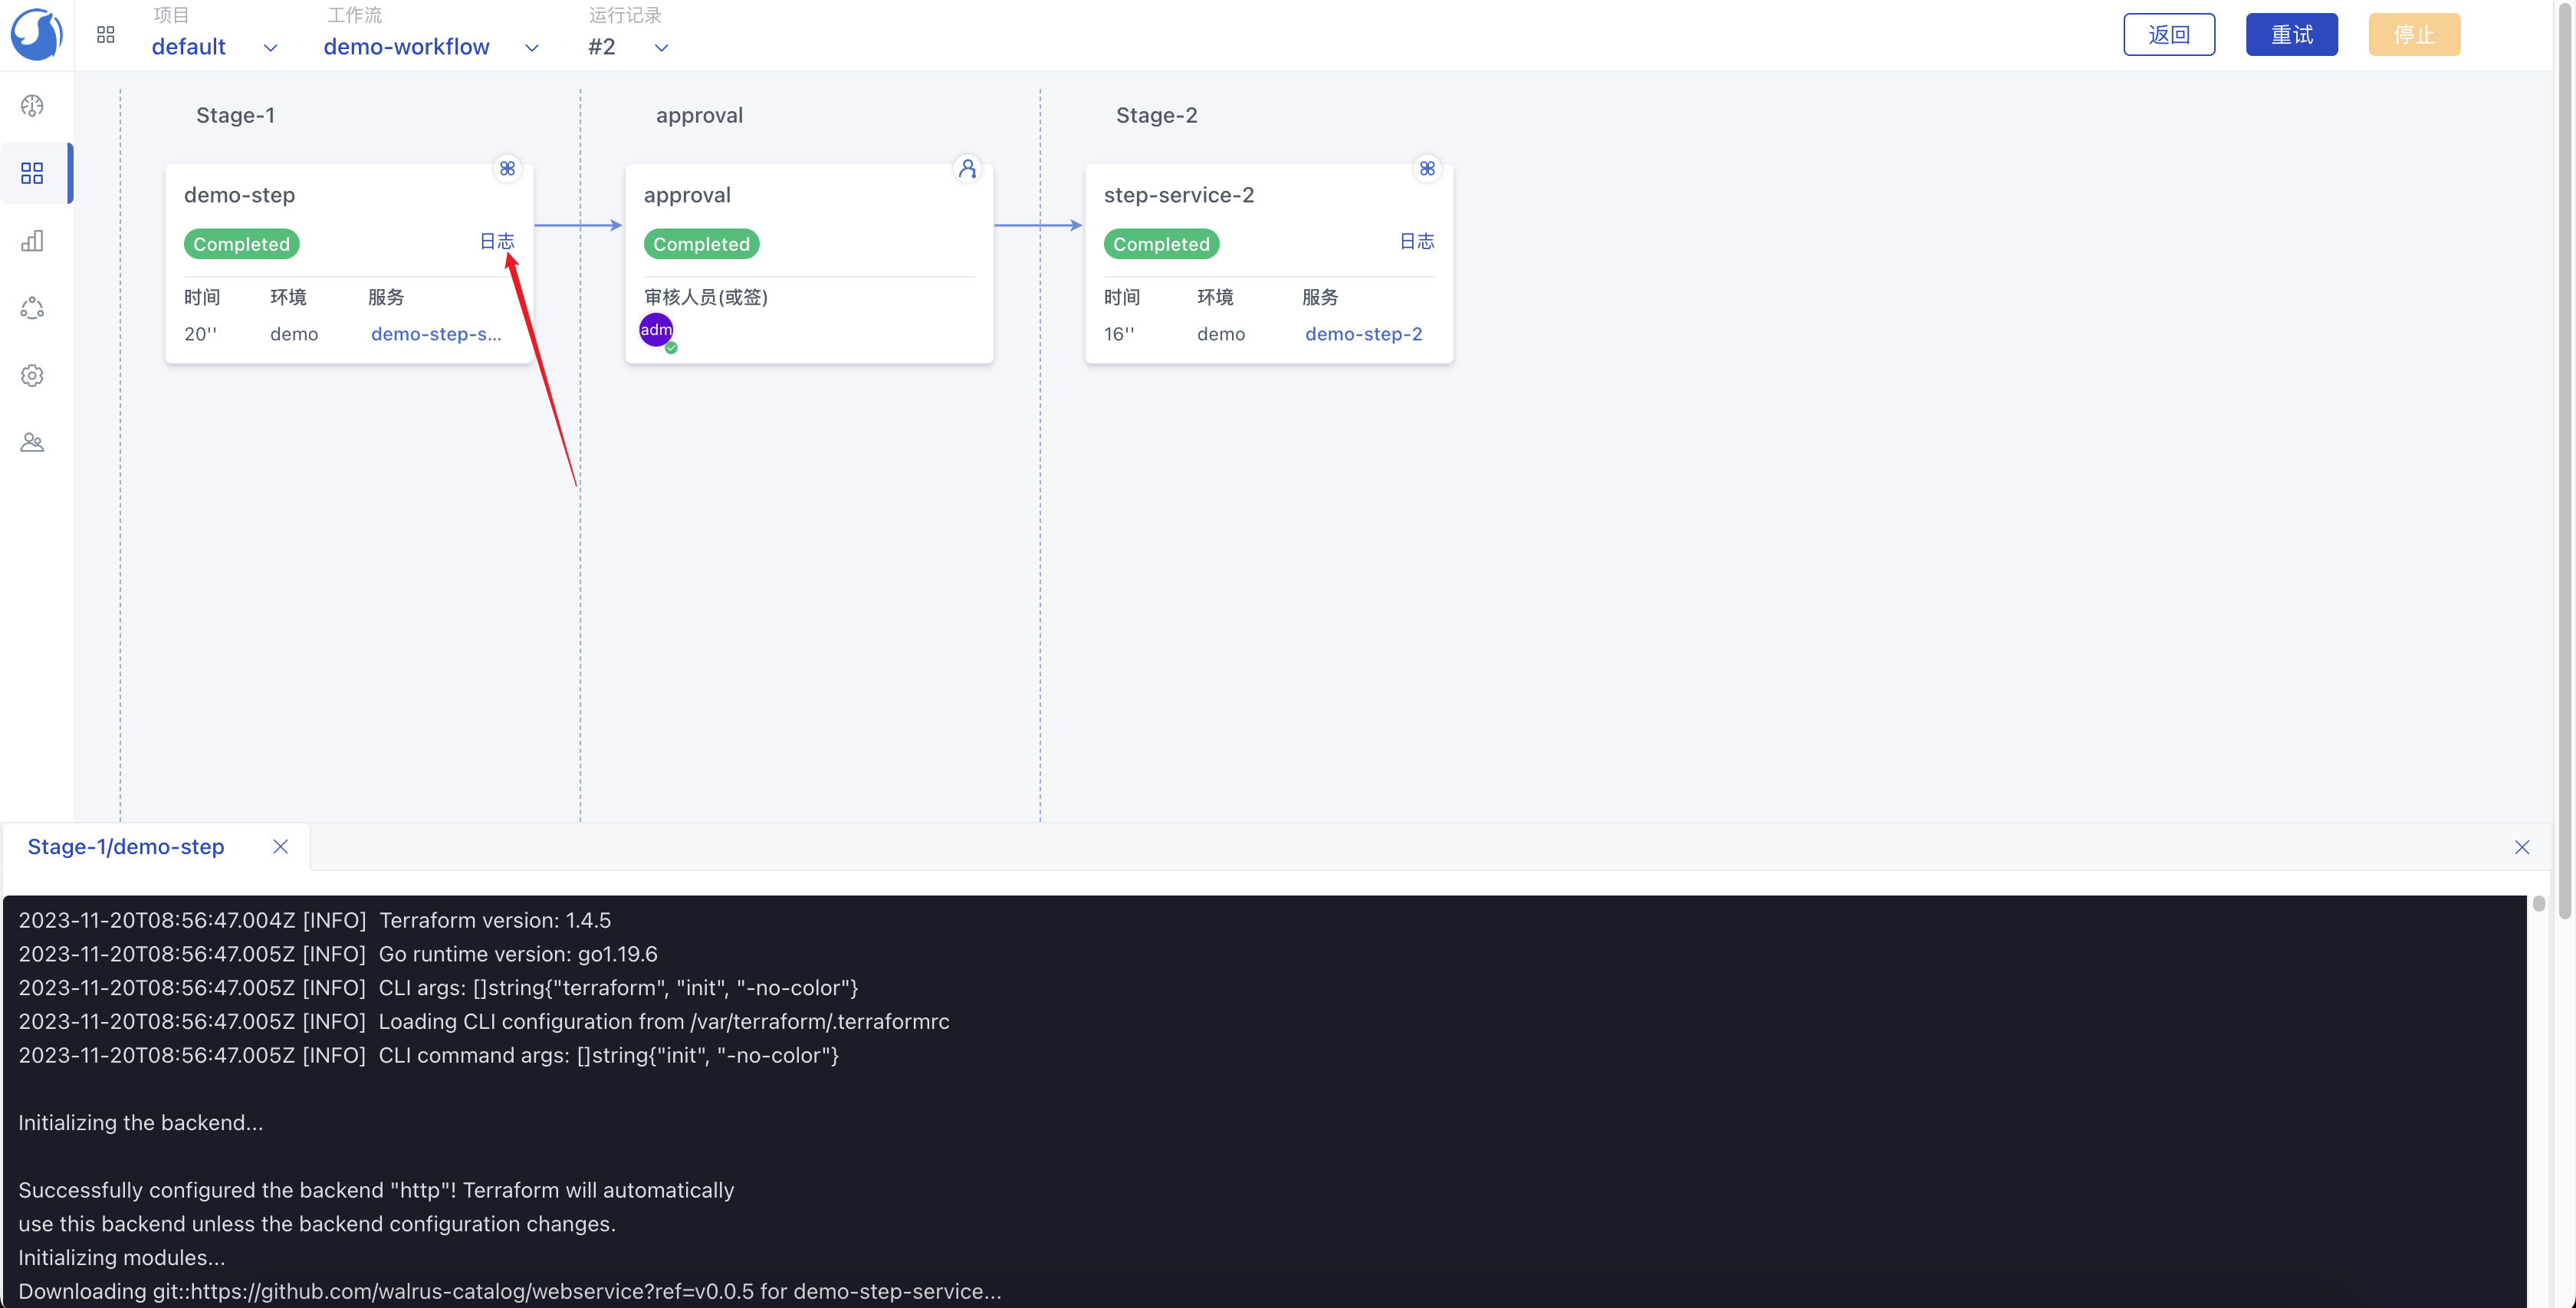 项目
default
工作流
demo-workflow
运行记录
#2
返回
重试
停止
Stage-1
approval
Stage-2
demo-step
Completed
日志
时间 环境 服务
20'' demo demo-step-s...
approval
Completed
审核人员(或签)
adm
step-service-2
Completed
日志
时间 环境 服务
16'' demo demo-step-2
Stage-1/demo-step
2023-11-20T08:56:47.004Z [INFO]  Terraform version: 1.4.5
2023-11-20T08:56:47.005Z [INFO]  Go runtime version: go1.19.6
2023-11-20T08:56:47.005Z [INFO]  CLI args: []string{"terraform", "init", "-no-color"}
2023-11-20T08:56:47.005Z [INFO]  Loading CLI configuration from /var/terraform/.terraformrc
2023-11-20T08:56:47.005Z [INFO]  CLI command args: []string{"init", "-no-color"}
Initializing the backend...
Successfully configured the backend "http"! Terraform will automatically
use this backend unless the backend configuration changes.
Initializing modules...
Downloading git::https://github.com/walrus-catalog/webservice?ref=v0.0.5 for demo-step-service...